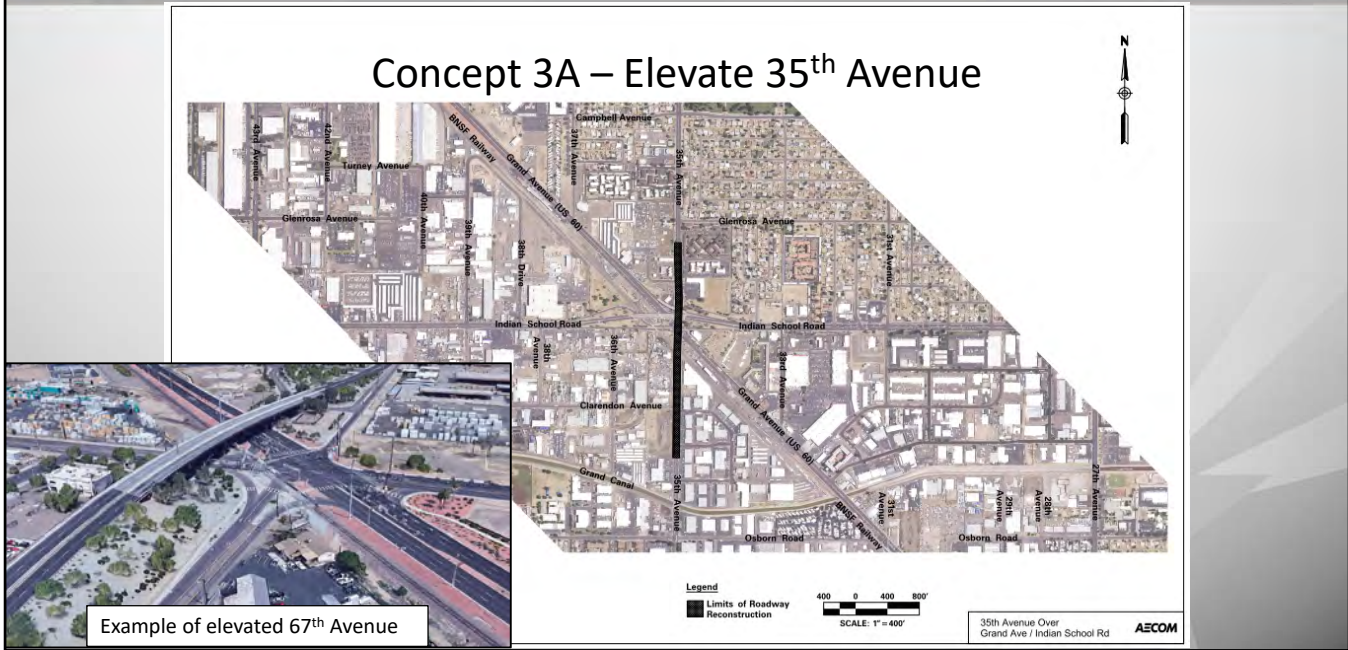 Concept 3A – Elevate 35th Avenue
N
Campbell Avenue
BNSF Railway
Grand Avenue (US 60)
37th Avenue
35th Avenue
43rd Avenue
42nd Avenue
Turney Avenue
40th Avenue
39th Avenue
38th Drive
Glenrosa Avenue
Glenrosa Avenue
31st Avenue
Indian School Road
Indian School Road
38th Avenue
36th Avenue
33rd Avenue
Clarendon Avenue
Grand Avenue (US 60)
Grand Canal
35th Avenue
BNSF Railway
31st Avenue
29th Avenue
28th Avenue
27th Avenue
Osborn Road
Osborn Road
Example of elevated 67th Avenue
Legend
Limits of Roadway
Reconstruction
400 0 400 800'
SCALE: 1" = 400'
35th Avenue Over
Grand Ave / Indian School Rd
AECOM